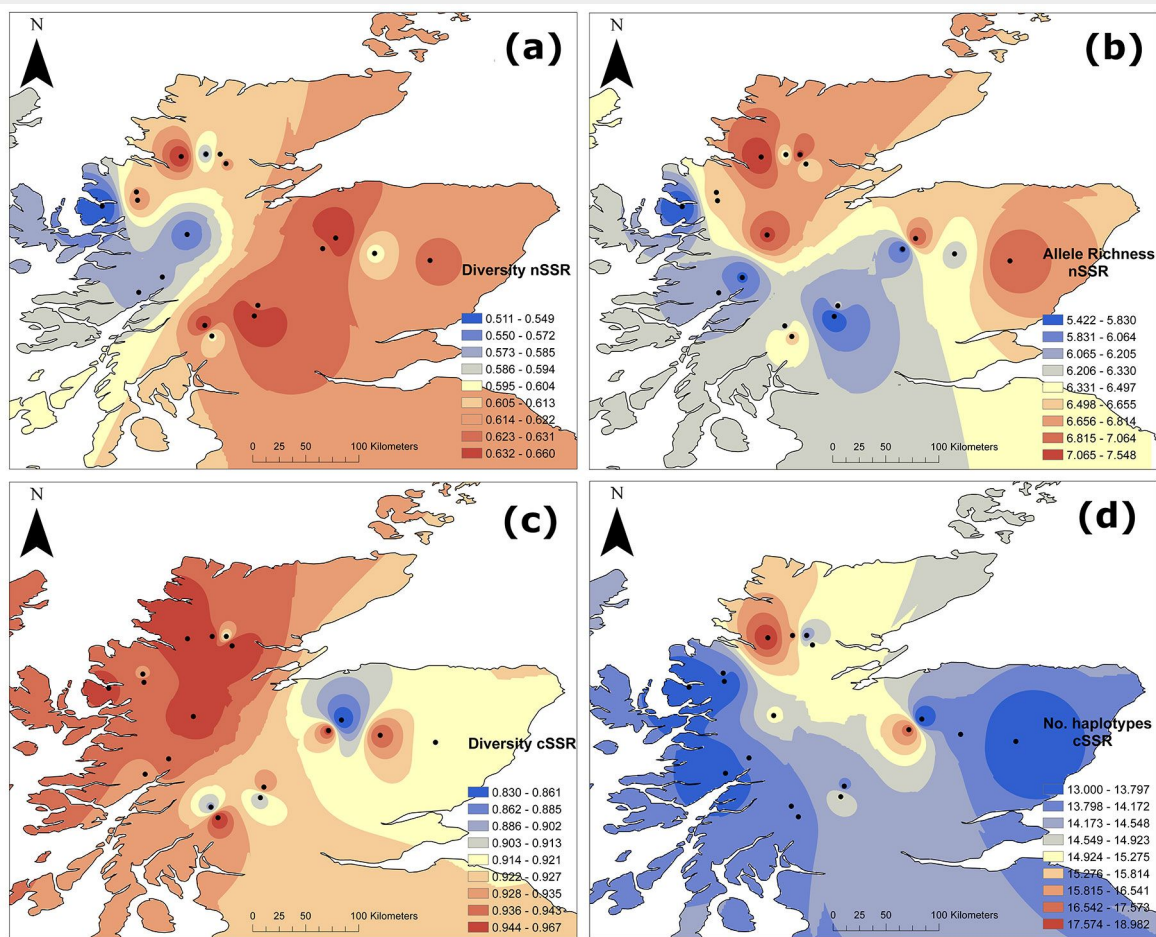 N
(a)
Diversity nSSR
0.511 - 0.549
0.550 - 0.572
0.573 - 0.585
0.586 - 0.594
0.595 - 0.604
0.605 - 0.613
0.614 - 0.622
0.623 - 0.631
0.632 - 0.660
0 25 50 100 Kilometers
N
(b)
Allele Richness
nSSR
5.422 - 5.830
5.831 - 6.064
6.065 - 6.205
6.206 - 6.330
6.331 - 6.497
6.498 - 6.655
6.656 - 6.814
6.815 - 7.064
7.065 - 7.548
0 25 50 100 Kilometers
N
(c)
Diversity cSSR
0.830 - 0.861
0.862 - 0.885
0.886 - 0.902
0.903 - 0.913
0.914 - 0.921
0.922 - 0.927
0.928 - 0.935
0.936 - 0.943
0.944 - 0.967
0 25 50 100 Kilometers
N
(d)
No. haplotypes
cSSR
13.000 - 13.797
13.798 - 14.172
14.173 - 14.548
14.549 - 14.923
14.924 - 15.275
15.276 - 15.814
15.815 - 16.541
16.542 - 17.573
17.574 - 18.982
0 25 50 100 Kilometers